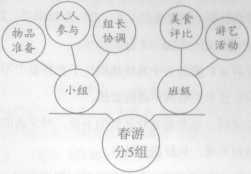 物品
准备
人人
参与
组长
协调
美食
评比
游艺
活动
小组
班级
春游
分5组